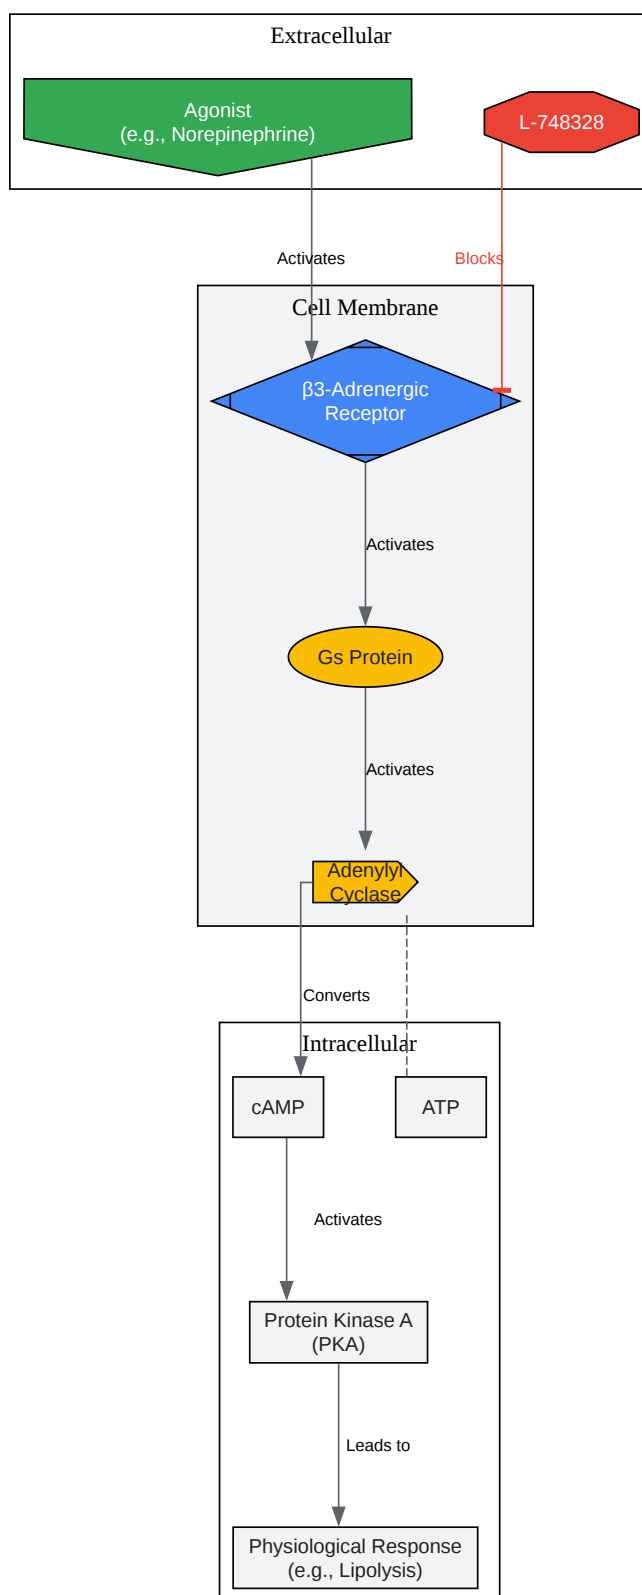 Extracellular
Agonist
(e.g., Norepinephrine)
L-748328
Activates
Blocks
Cell Membrane
β3-Adrenergic
Receptor
Activates
Gs Protein
Activates
Adenylyl
Cyclase
Converts
Intracellular
cAMP
ATP
Activates
Protein Kinase A
(PKA)
Leads to
Physiological Response
(e.g., Lipolysis)